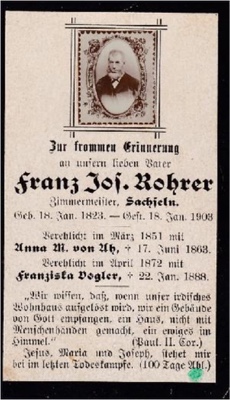 Zur frommen Erinnerung
an unsern lieben Vater
Franz Jos. Rohrer
Zimmermeister, Sachseln.
Geb. 18. Jan. 1823. — Gest. 18. Jan. 1903
Verehlicht im März 1851 mit
Anna M. von Ah, † 17. Juni 1863.
Verehlicht im April 1872 mit
Franziska Vogler, † 22. Jan. 1888.
„Wir wissen, daß, wenn unser irdisches
Wohnhaus aufgelöst wird, wir ein Gebäude
von Gott empfangen, ein Haus, nicht mit
Menschenhänden gemacht, ein ewiges im
Himmel.“ (Paul. II. Cor.)
Jesus, Maria und Joseph, stehet mir
bei im letzten Todeskampfe. (100 Tage Abl.)